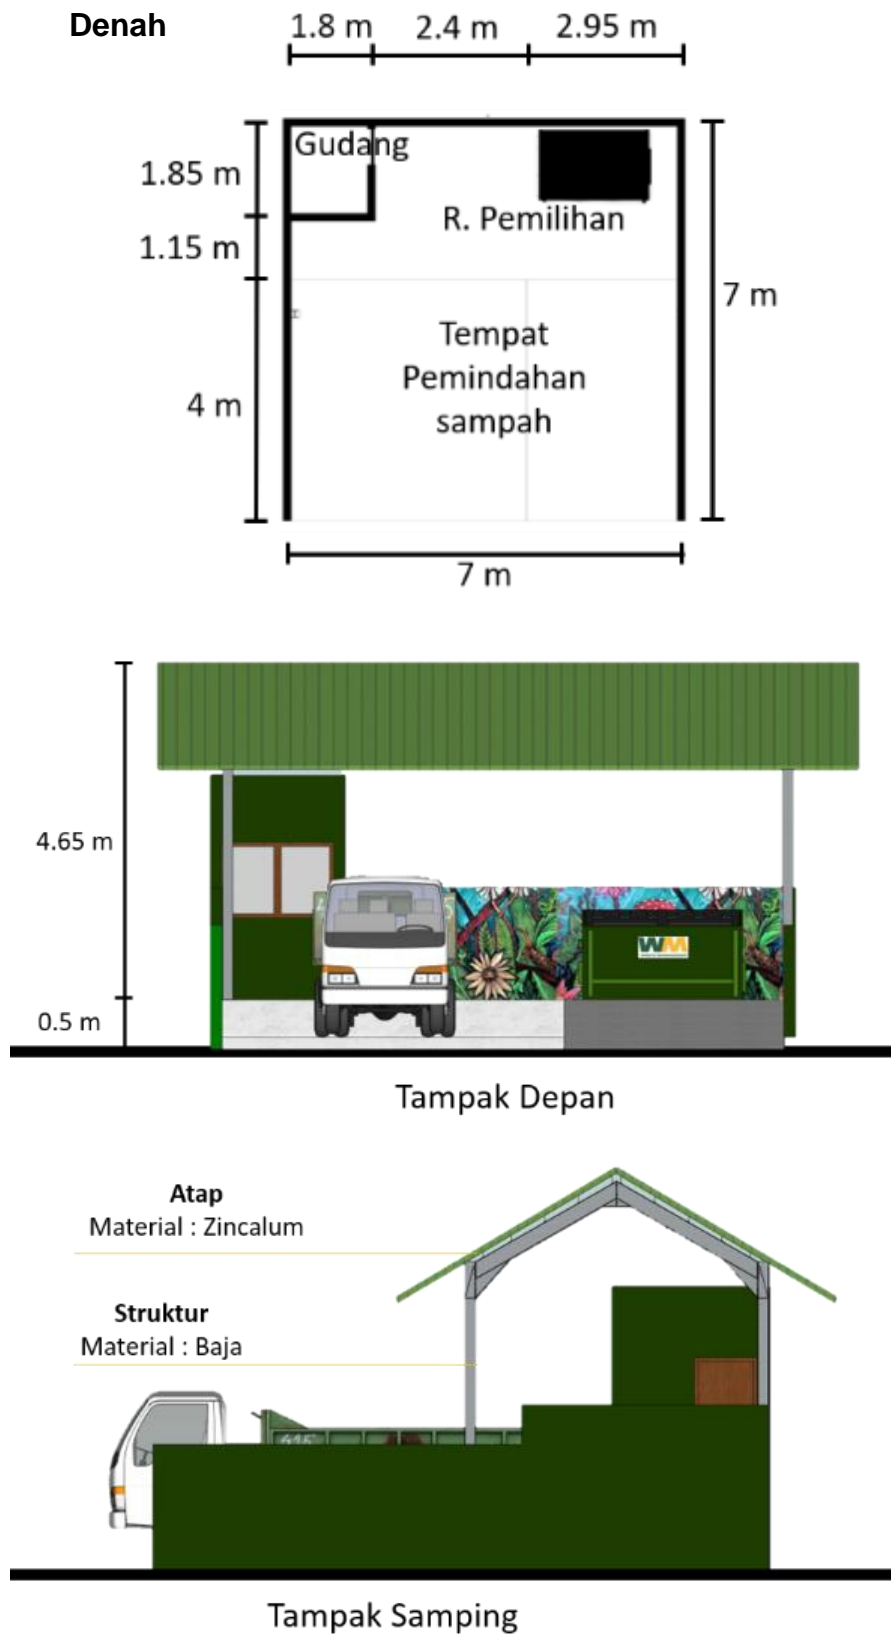 Denah
1.8 m
2.4 m
2.95 m
Gudang
1.85 m
R. Pemilihan
1.15 m
7 m
Tempat
Pemindahan
sampah
4 m
7 m
4.65 m
WM
0.5 m
Tampak Depan
Atap
Material : Zincalum
Struktur
Material : Baja
Tampak Samping